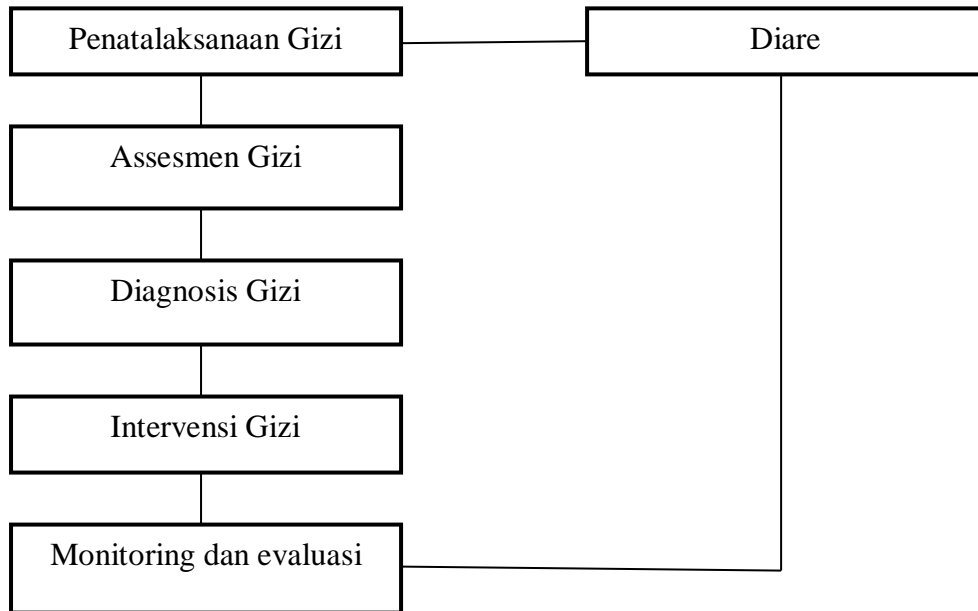 Penatalaksanaan Gizi
Diare
Assesmen Gizi
Diagnosis Gizi
Intervensi Gizi
Monitoring dan evaluasi